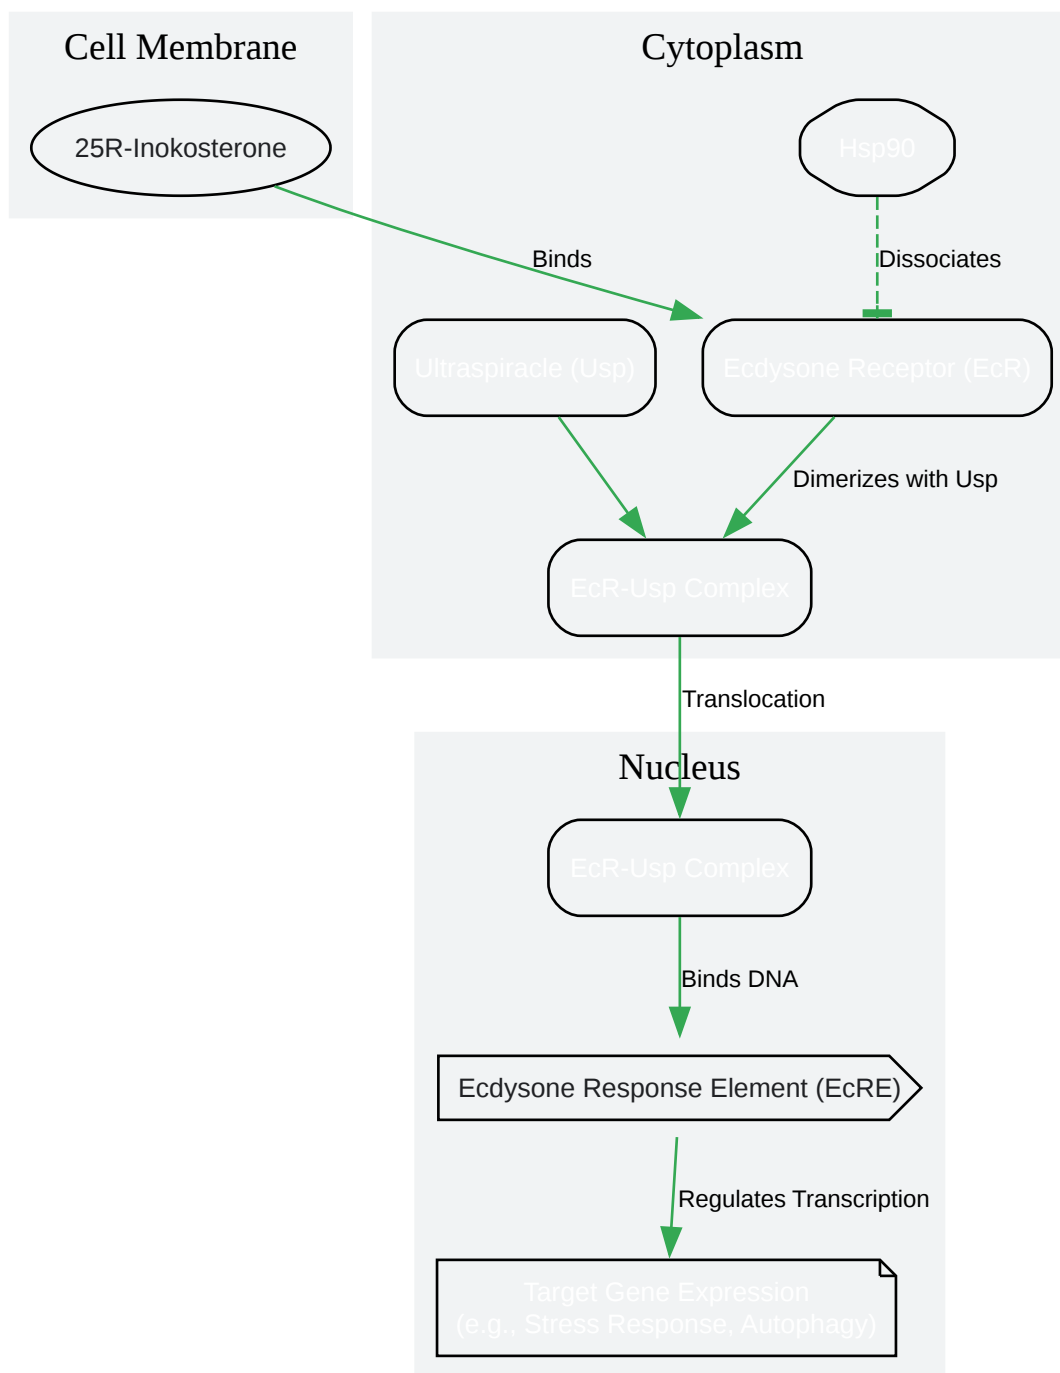 Cell Membrane
Cytoplasm
25R-Inokosterone
Hsp90
Binds
Dissociates
Ultraspiracle (Usp)
Ecdysone Receptor (EcR)
Dimerizes with Usp
EcR-Usp Complex
Translocation
Nucleus
EcR-Usp Complex
Binds DNA
Ecdysone Response Element (EcRE)
Regulates Transcription
Target Gene Expression
(e.g., Stress Response, Autophagy)